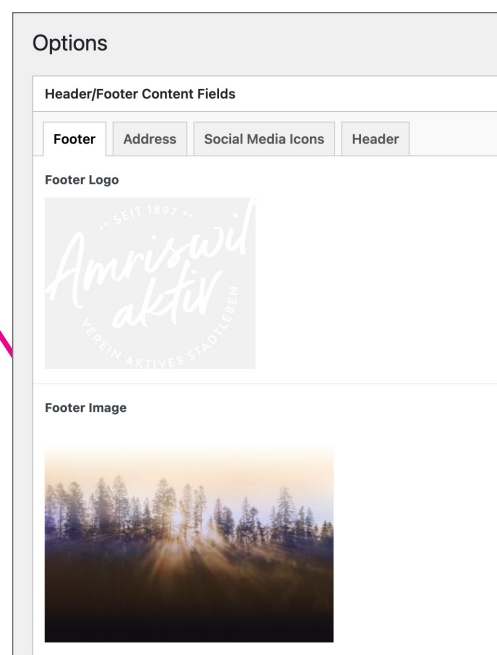 Options
Header/Footer Content Fields
Footer Address Social Media Icons Header
Footer Logo
SEIT 1897
Amriswil
aktiv
VEREIN AKTIVES STADTLEBEN
Footer Image